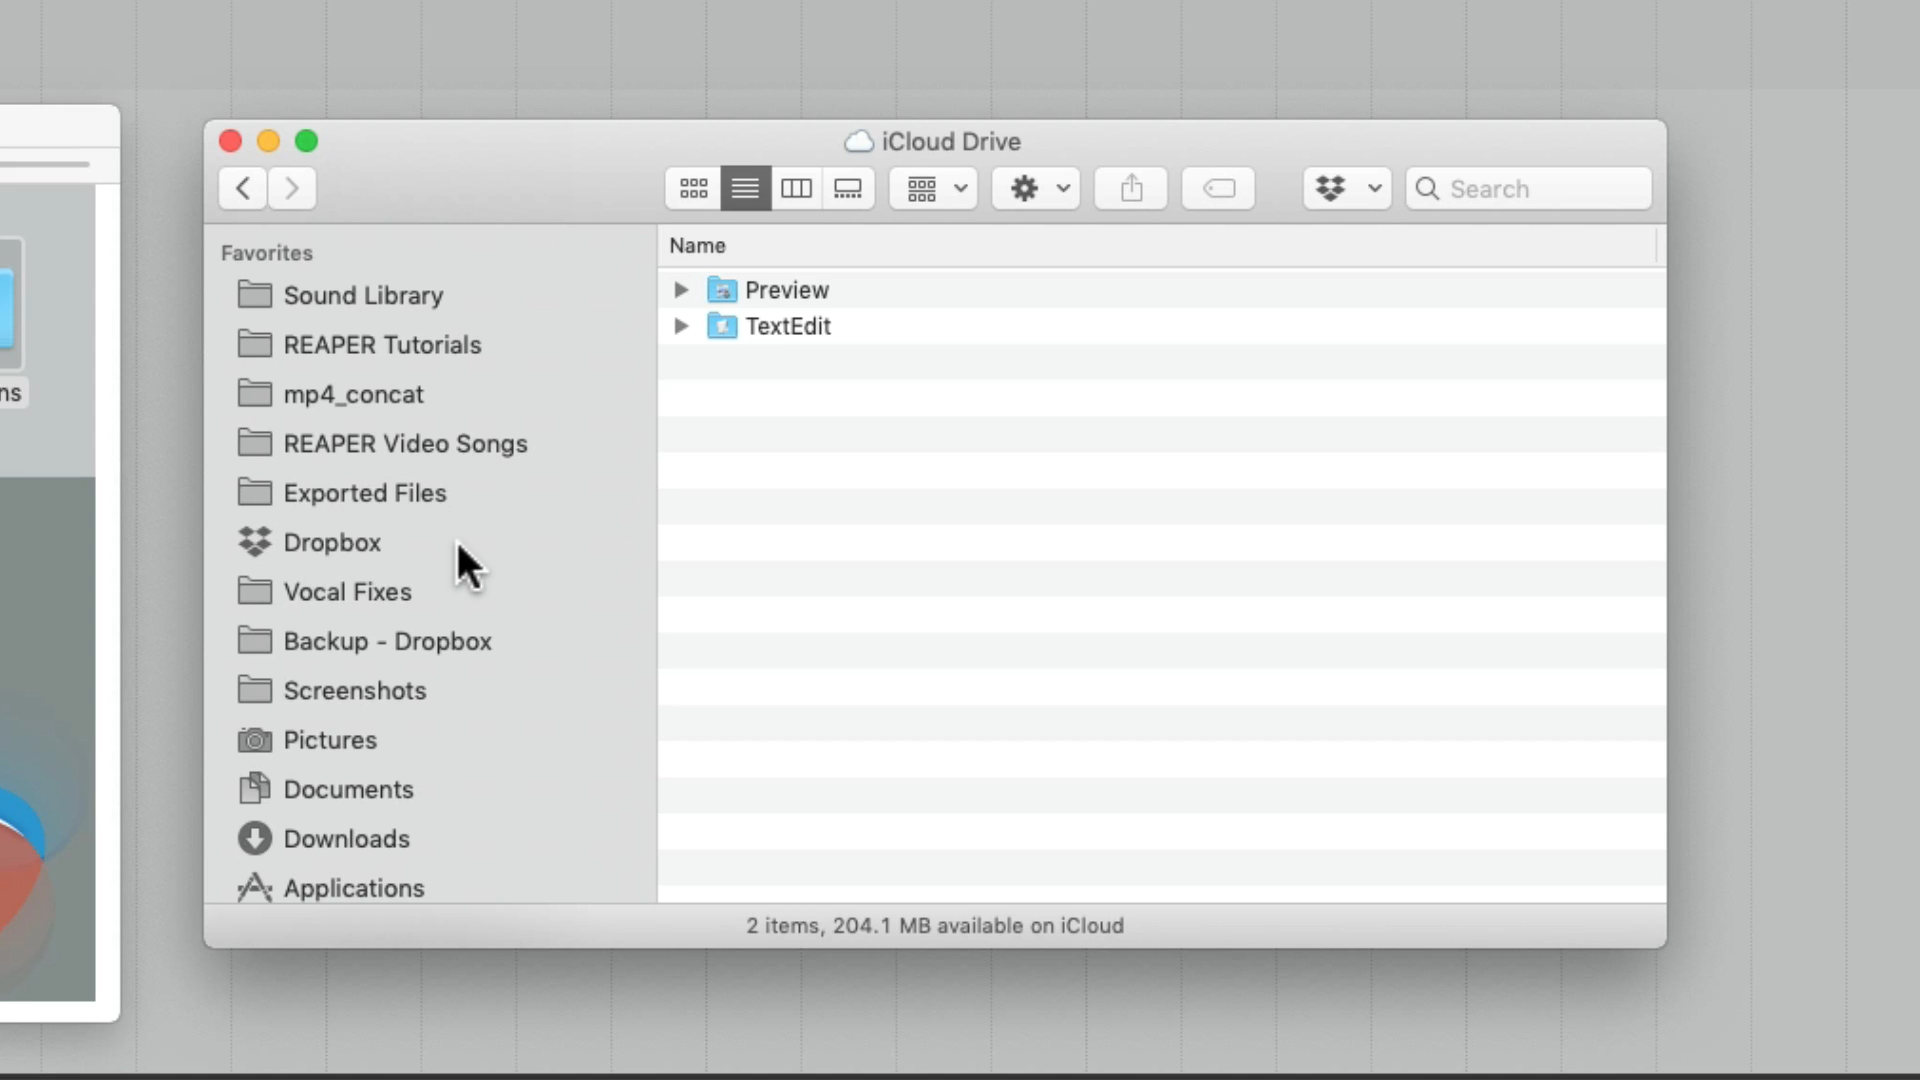 ns
iCloud Drive
Search
Favorites
Sound Library
REAPER Tutorials
mp4_concat
REAPER Video Songs
Exported Files
Dropbox
Vocal Fixes
Backup - Dropbox
Screenshots
Pictures
Documents
Downloads
Applications
Name
Preview
TextEdit
2 items, 204.1 MB available on iCloud